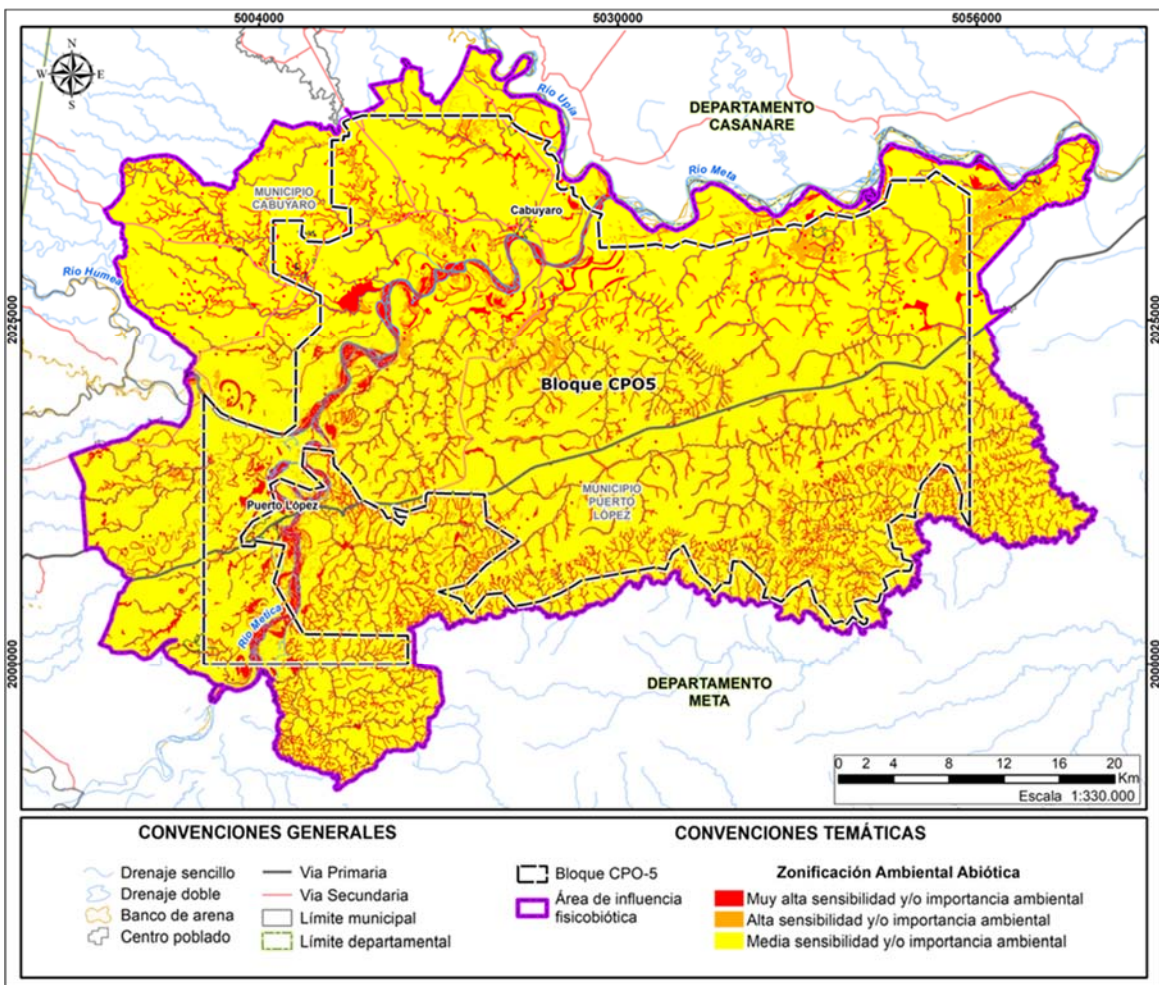 5004000
5030000
5056000
N
W
E
S
Río Upía
DEPARTAMENTO
CASANARE
Río Meta
MUNICIPIO
CABUYARO
Cabuyaro
Río Humea
2025000
2025000
Bloque CPO5
MUNICIPIO
PUERTO
LÓPEZ
Puerto López
Río Metica
2000000
2000000
DEPARTAMENTO
META
0 2 4 8 12 16 20
Km
Escala 1:330.000
CONVENCIONES GENERALES
Drenaje sencillo
Drenaje doble
Banco de arena
Centro poblado
Via Primaria
Via Secundaria
Límite municipal
Límite departamental
CONVENCIONES TEMÁTICAS
Bloque CPO-5
Área de influencia
fisicobiótica
Zonificación Ambiental Abiótica
Muy alta sensibilidad y/o importancia ambiental
Alta sensibilidad y/o importancia ambiental
Media sensibilidad y/o importancia ambiental